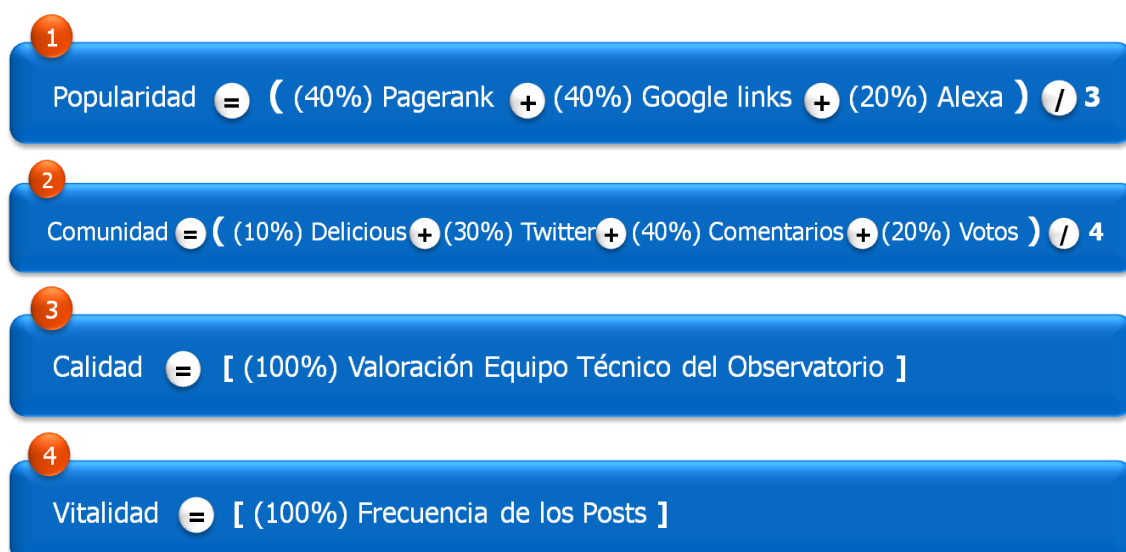 1
Popularidad = ( (40%) Pagerank + (40%) Google links + (20%) Alexa ) / 3
2
Comunidad = ( (10%) Delicious + (30%) Twitter + (40%) Comentarios + (20%) Votos ) / 4
3
Calidad = [ (100%) Valoración Equipo Técnico del Observatorio ]
4
Vitalidad = [ (100%) Frecuencia de los Posts ]